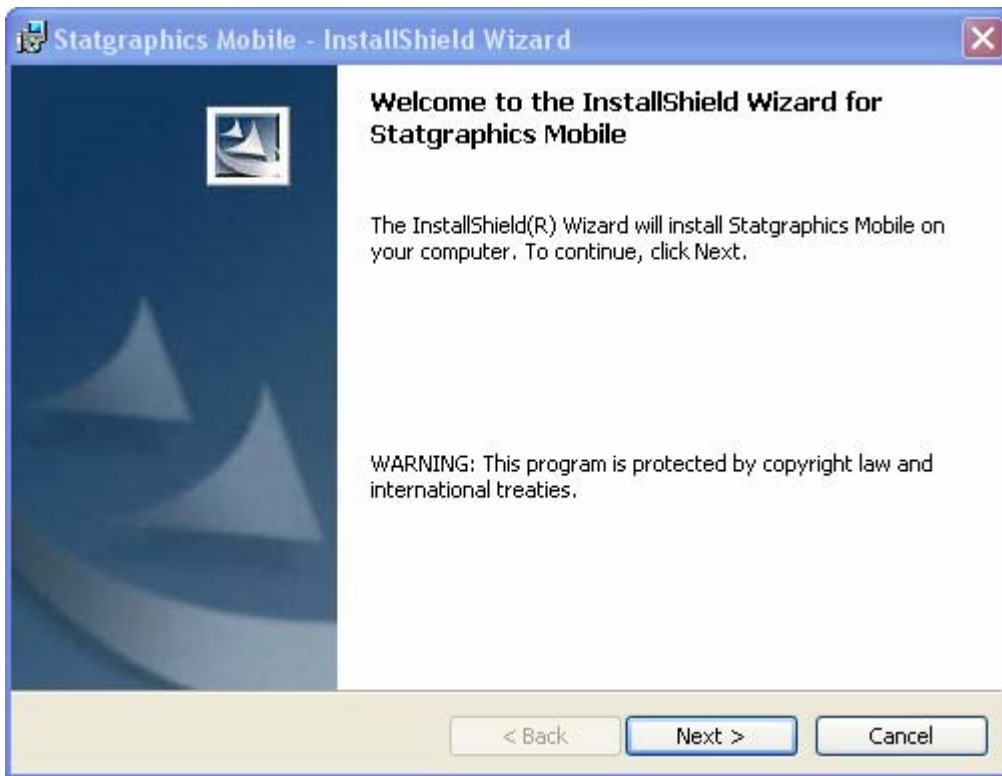 Statgraphics Mobile - InstallShield Wizard
Welcome to the InstallShield Wizard for
Statgraphics Mobile
The InstallShield(R) Wizard will install Statgraphics Mobile on
your computer. To continue, click Next.
WARNING: This program is protected by copyright law and
international treaties.
< Back
Next >
Cancel